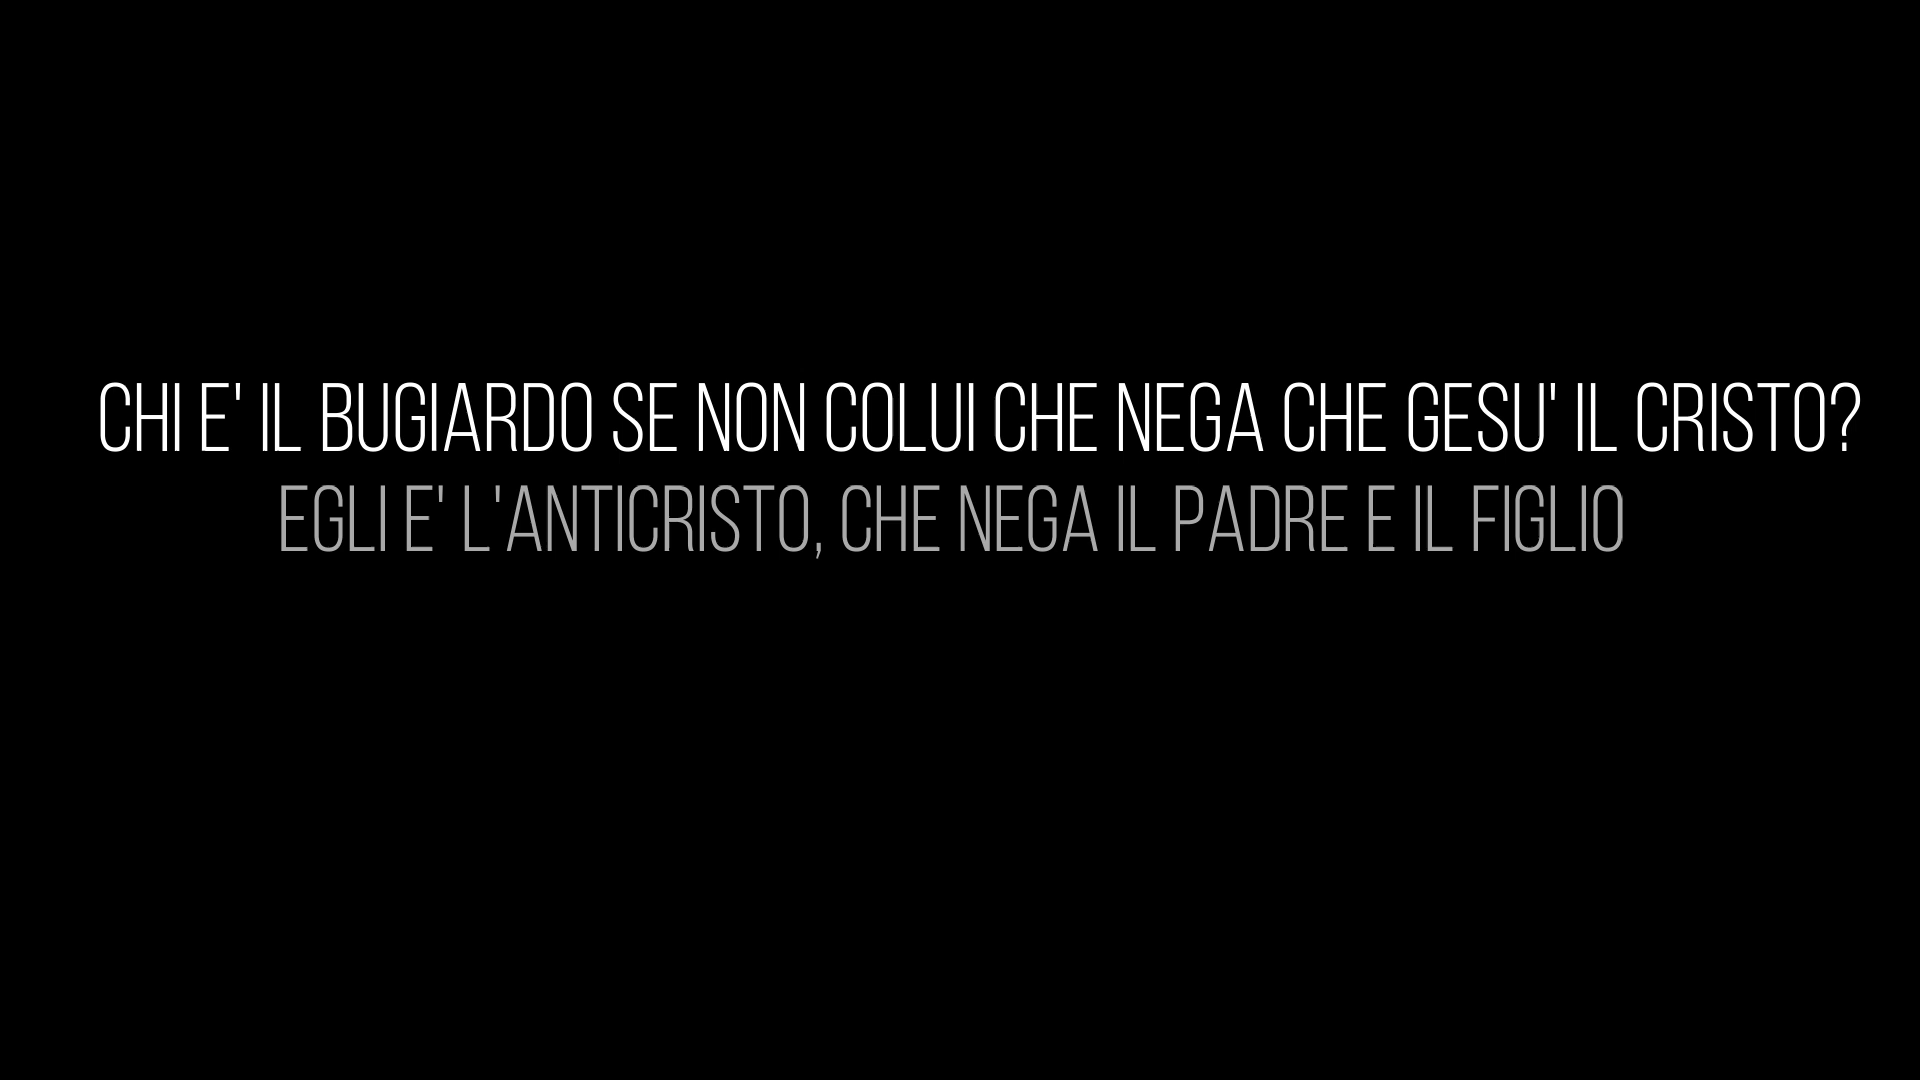 CHI E' IL BUGIARDO SE NON COLUI CHE NEGA CHE GESU' IL CRISTO?
EGLI E' L'ANTICRISTO, CHE NEGA IL PADRE E IL FIGLIO